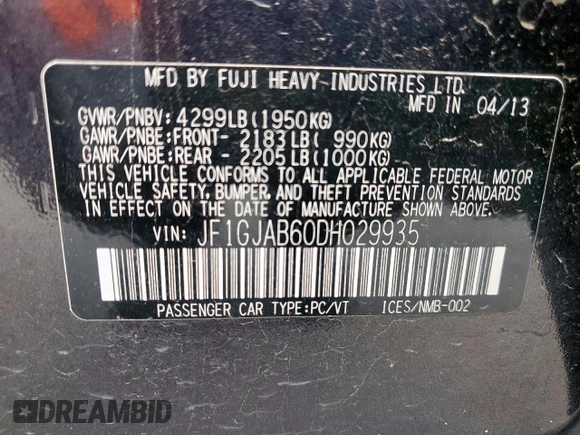 MFD BY FUJI HEAVY INDUSTRIES LTD.
MFD IN 04/13
GVWR/PNBV: 4299LB(1950KG)
GAWR/PNBE:FRONT- 2183LB( 990KG)
GAWR/PNBE:REAR - 2205LB(1000KG)
THIS VEHICLE CONFORMS TO ALL APPLICABLE FEDERAL MOTOR
VEHICLE SAFETY, BUMPER, AND THEFT PREVENTION STANDARDS
IN EFFECT ON THE DATE OF MANUFACTURE SHOWN ABOVE.
VIN: JF1GJAB60DH029935
PASSENGER CAR TYPE:PC/VT ICES/NMB-002
DREAMBID